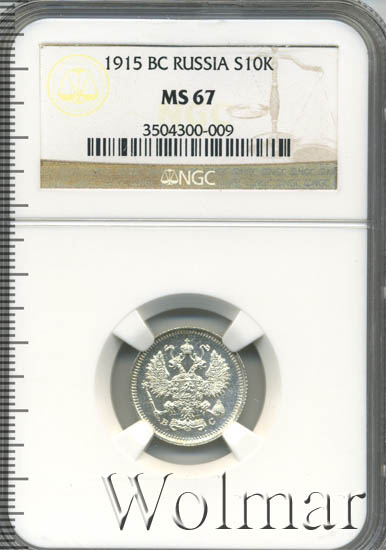 1915 BC RUSSIA S10K
MS 67
3504300-009
NGC
В С
Wolmar